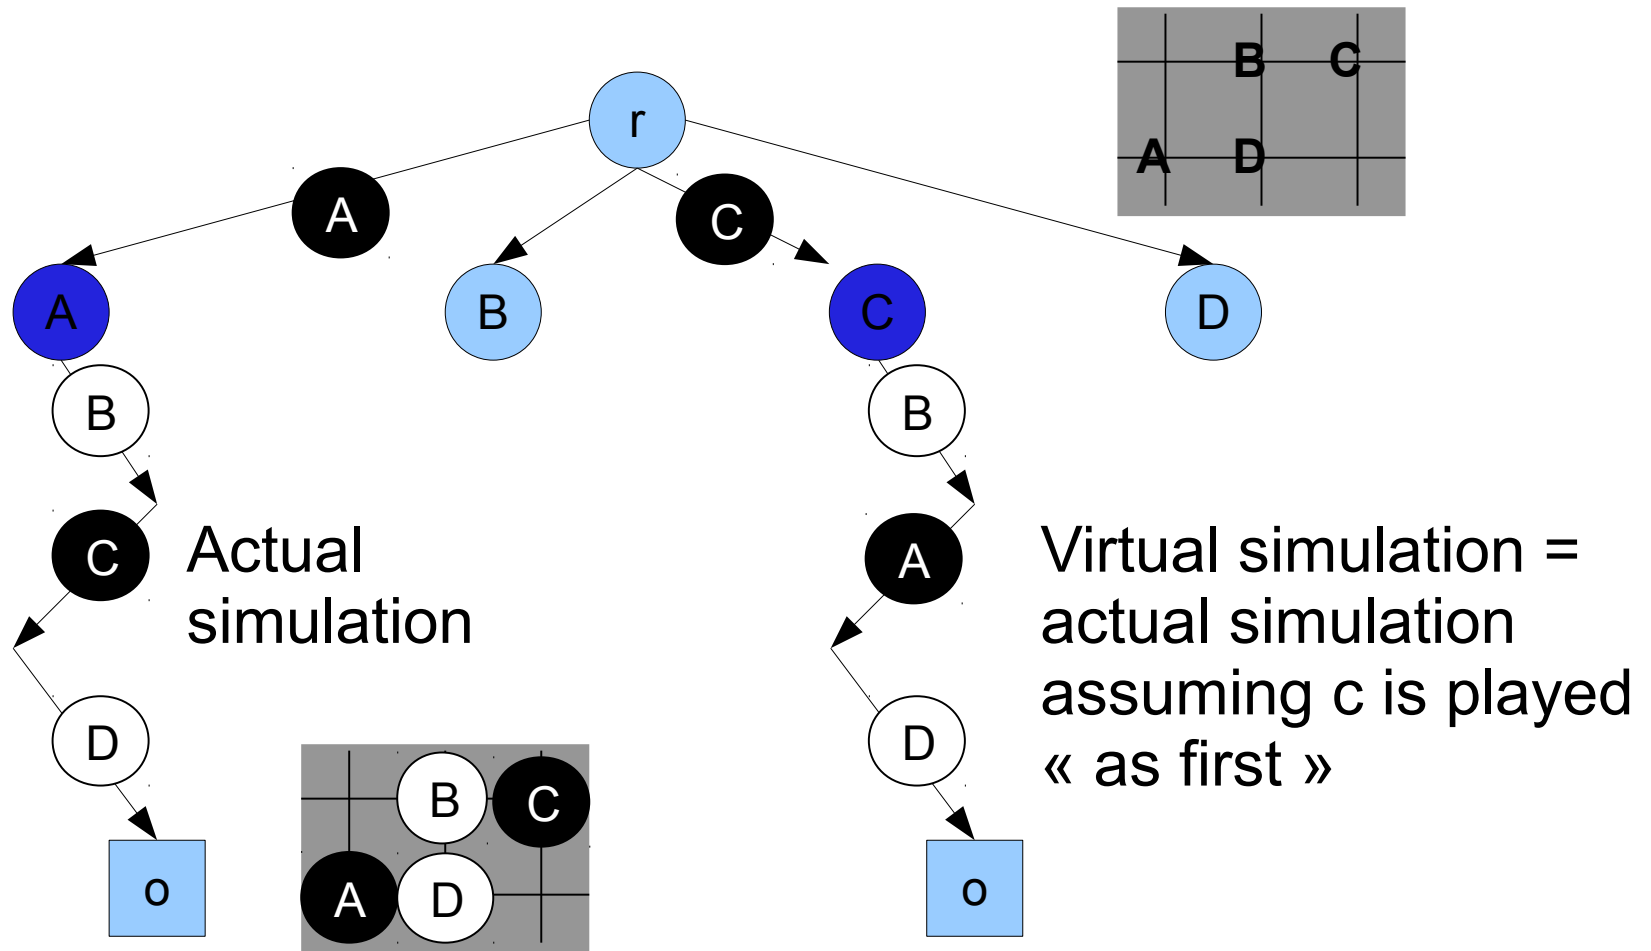 B C
r
A
C
A D
A
B
C
D
B
B
C
Actual
simulation
A
Virtual simulation =
actual simulation
assuming c is played
« as first »
D
D
B C
A D
o
o